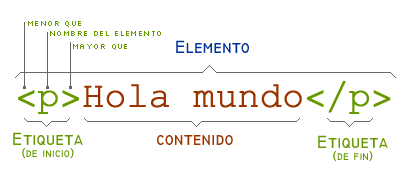 MENOR QUE
NOMBRE DEL ELEMENTO
MAYOR QUE
ELEMENTO
<p>Hola mundo</p>
ETIQUETA
(DE INICIO)
CONTENIDO
ETIQUETA
(DE FIN)